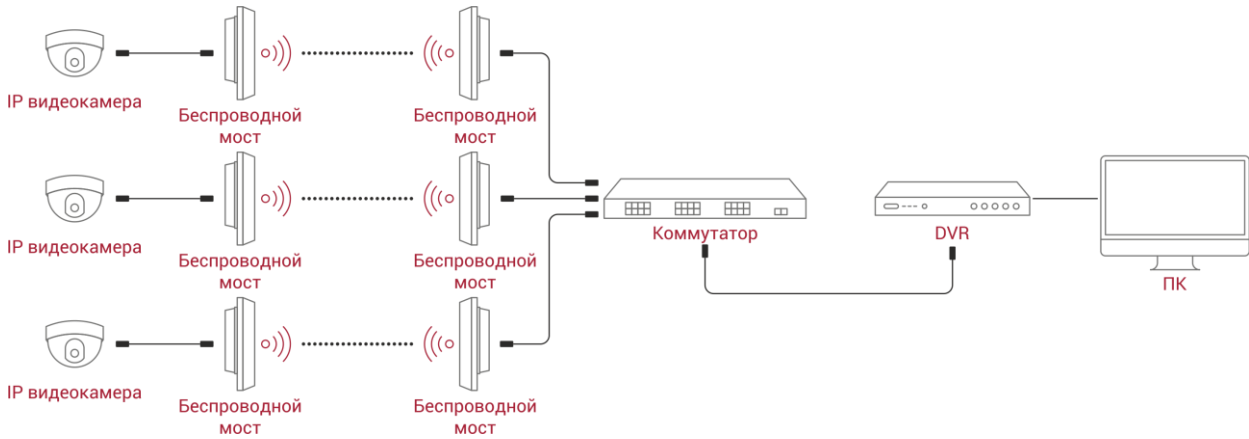 IP видеокамера
Беспроводной
мост
Беспроводной
мост
IP видеокамера
Беспроводной
мост
Беспроводной
мост
Коммутатор
DVR
ПК
IP видеокамера
Беспроводной
мост
Беспроводной
мост